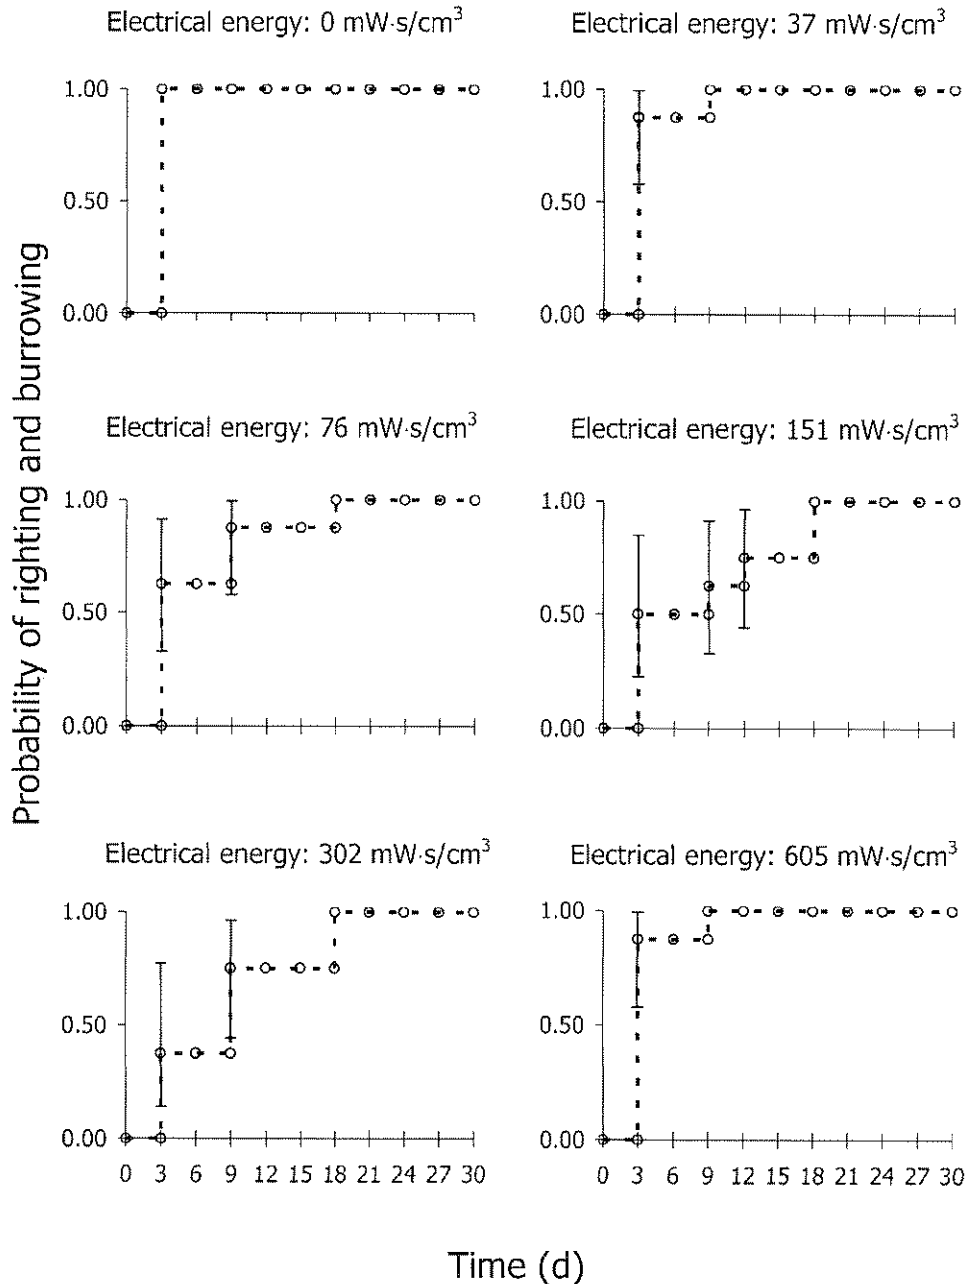 Electrical energy: 0 mW·s/cm³
Electrical energy: 37 mW·s/cm³
1.00
0.50
0.00
1.00
0.50
0.00
Probability of righting and burrowing
Electrical energy: 76 mW·s/cm³
Electrical energy: 151 mW·s/cm³
1.00
0.50
0.00
1.00
0.50
0.00
Electrical energy: 302 mW·s/cm³
Electrical energy: 605 mW·s/cm³
1.00
0.50
0.00
0 3 6 9 12 15 18 21 24 27 30
1.00
0.50
0.00
0 3 6 9 12 15 18 21 24 27 30
Time (d)